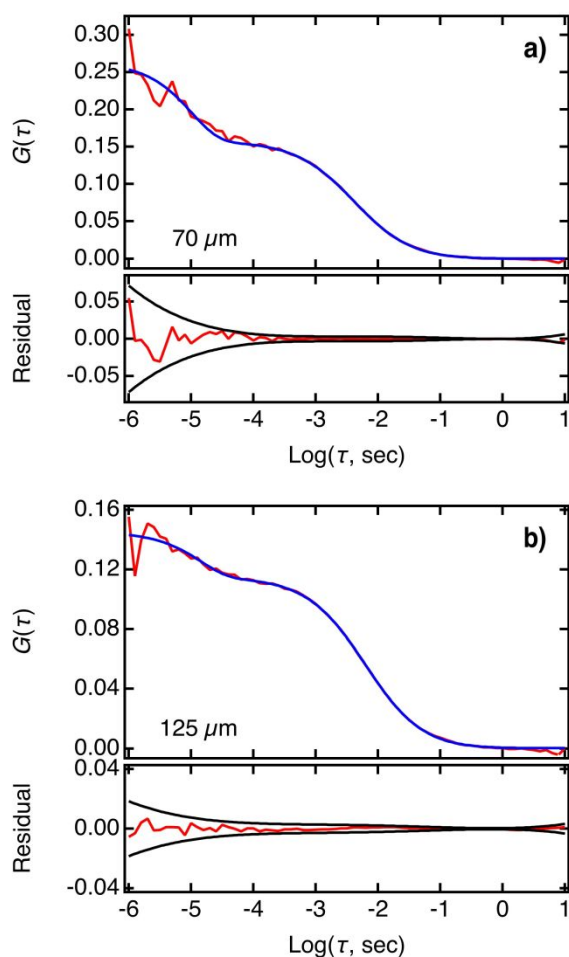 a)
0.30
0.25
0.20
0.15
0.10
0.05
0.00
G(τ)
70 μm
0.05
0.00
-0.05
Residual
-6 -5 -4 -3 -2 -1 0 1
Log(τ, sec)
b)
0.16
0.12
0.08
0.04
0.00
G(τ)
125 μm
0.04
0.00
-0.04
Residual
-6 -5 -4 -3 -2 -1 0 1
Log(τ, sec)